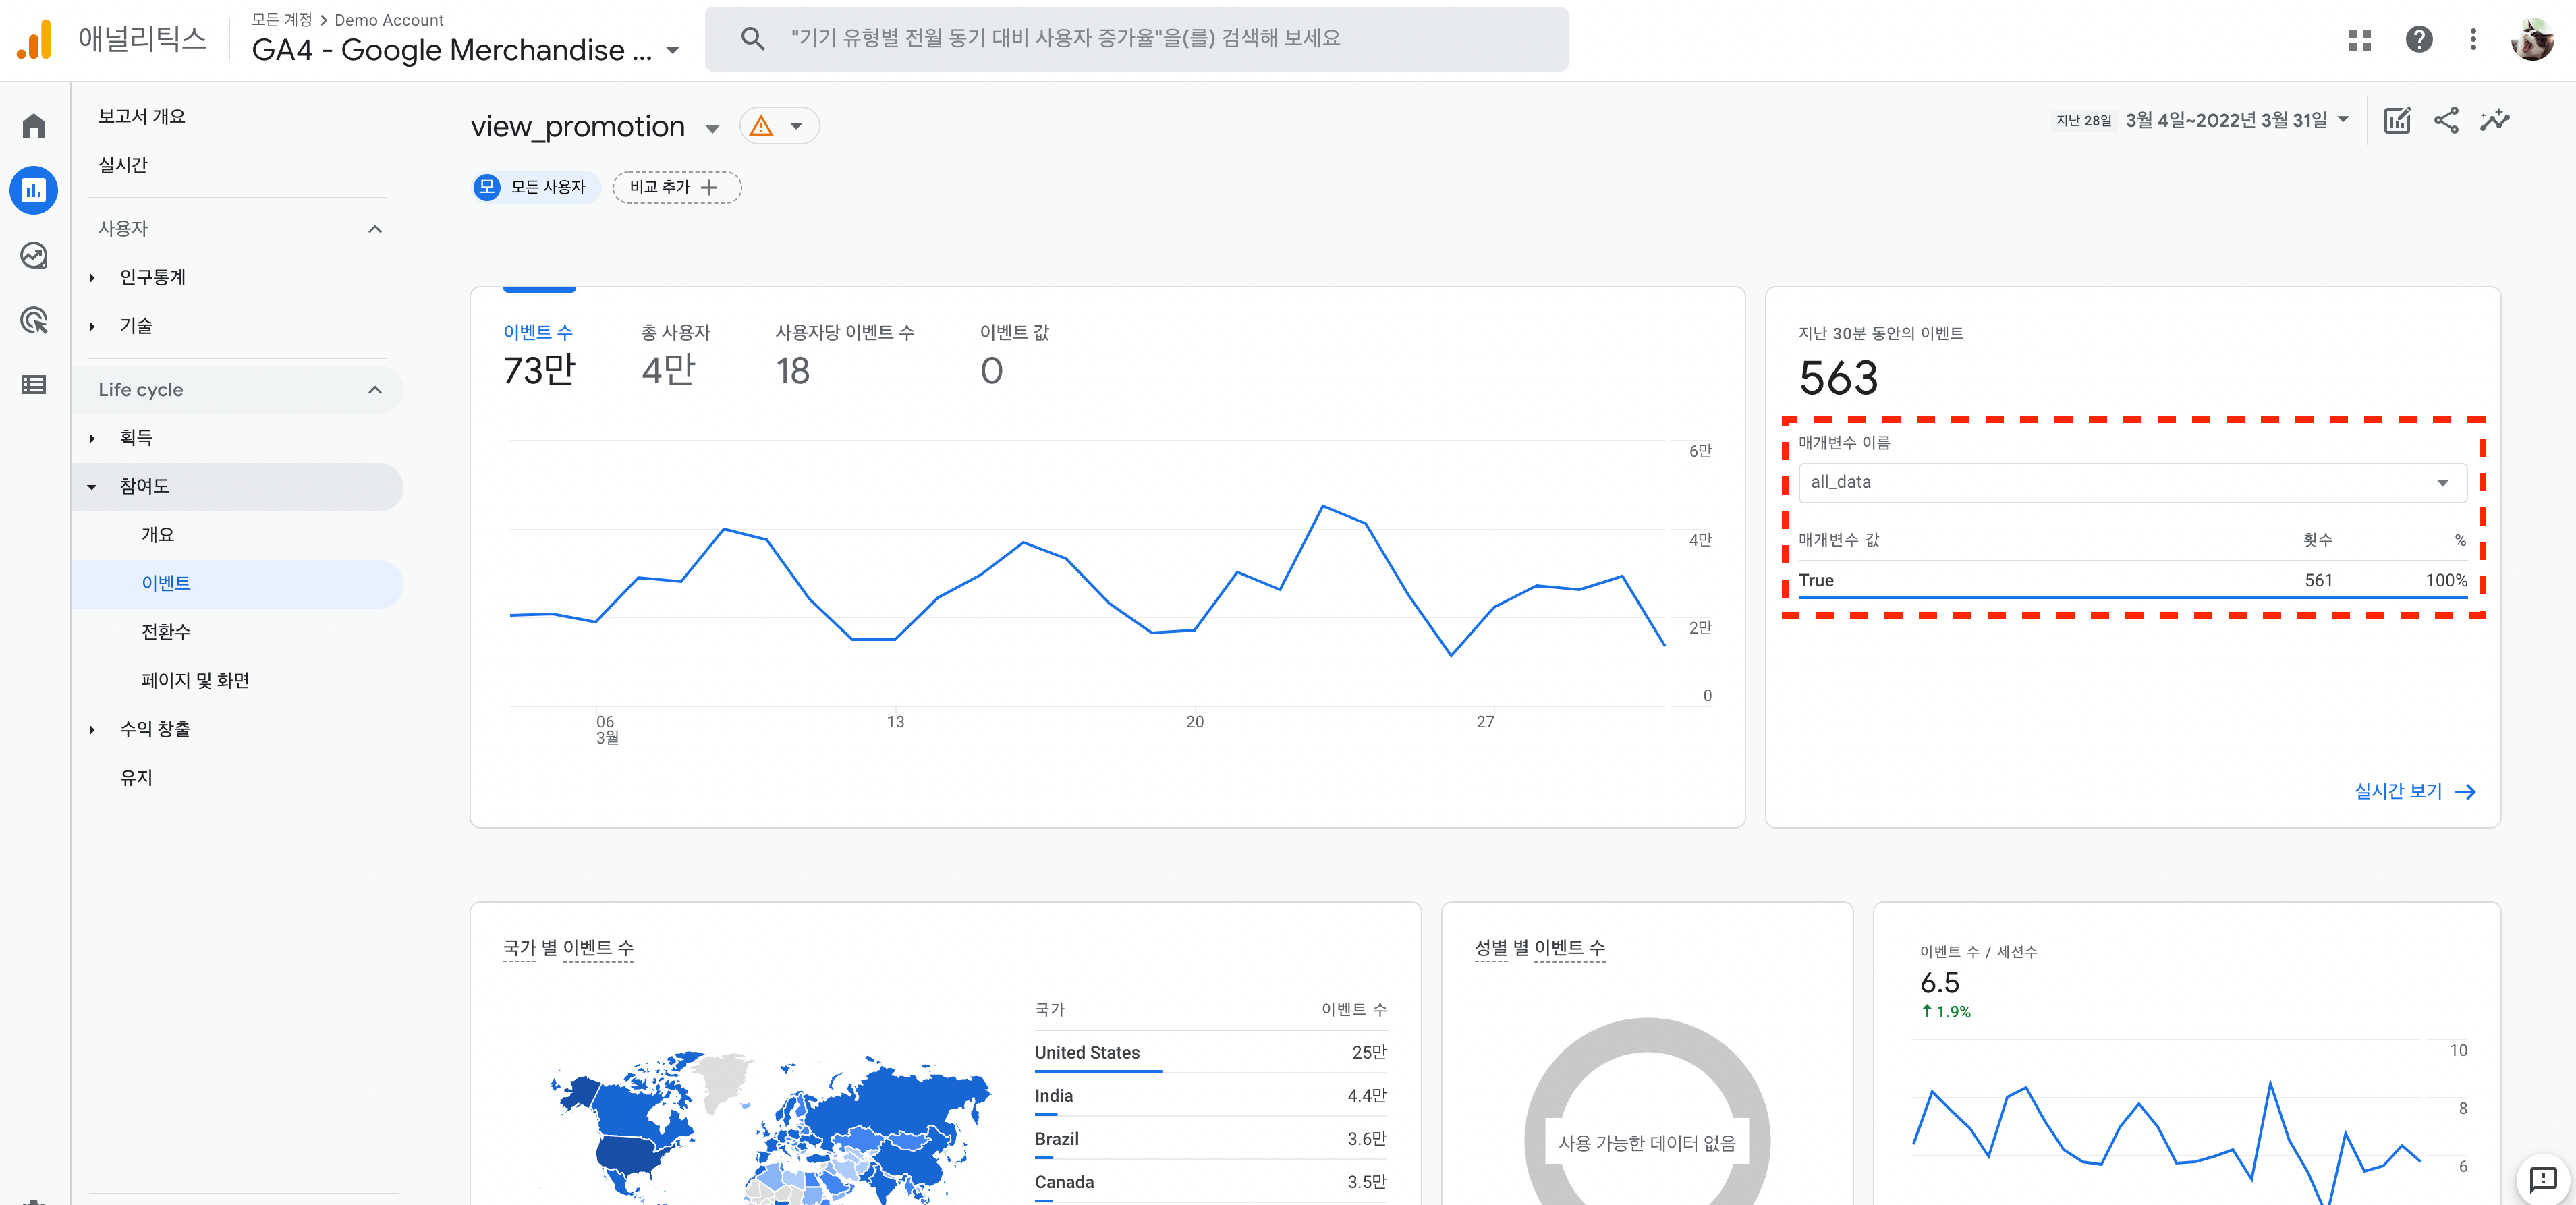 애널리틱스
모든 계정 > Demo Account
GA4 - Google Merchandise ...
"기기 유형별 전월 동기 대비 사용자 증가율"을(를) 검색해 보세요
보고서 개요
실시간
사용자
인구통계
기술
Life cycle
획득
참여도
개요
이벤트
전환수
페이지 및 화면
수익 창출
유지
view_promotion
지난 28일 3월 4일~2022년 3월 31일
모 모든 사용자
비교 추가 +
이벤트 수
73만
총 사용자
4만
사용자당 이벤트 수
18
이벤트 값
0
6만
4만
2만
0
06
3월
13
20
27
지난 30분 동안의 이벤트
563
매개변수 이름
all_data
매개변수 값 횟수 %
True 561 100%
실시간 보기
국가 별 이벤트 수
국가 이벤트 수
United States 25만
India 4.4만
Brazil 3.6만
Canada 3.5만
성별 별 이벤트 수
사용 가능한 데이터 없음
이벤트 수 / 세션수
6.5
↑ 1.9%
10
8
6